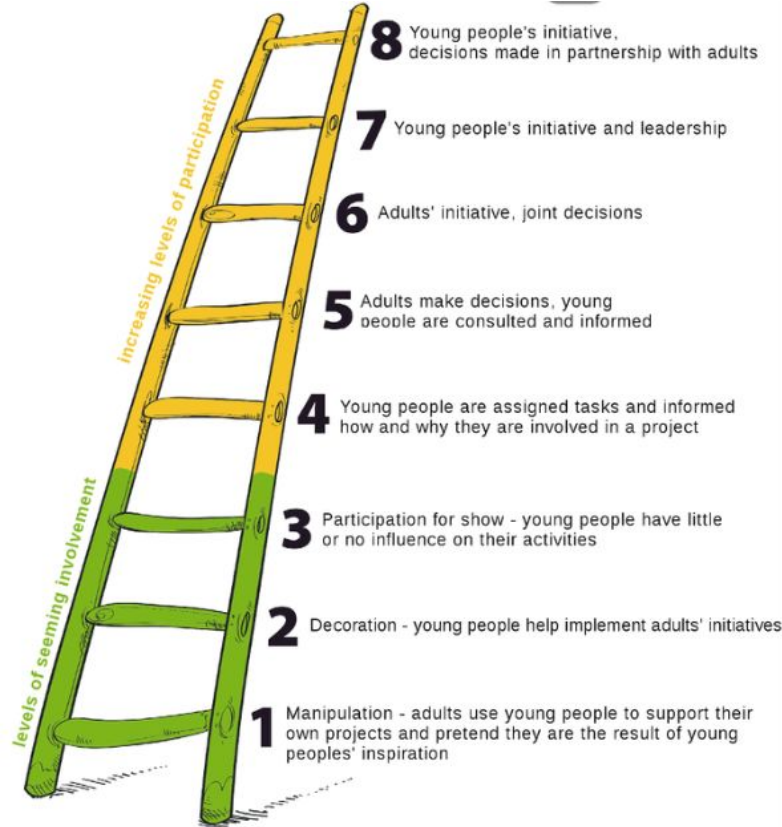 8 Young people's initiative,
decisions made in partnership with adults
7 Young people's initiative and leadership
6 Adults' initiative, joint decisions
5 Adults make decisions, young
people are consulted and informed
4 Young people are assigned tasks and informed
how and why they are involved in a project
3 Participation for show - young people have little
or no influence on their activities
2 Decoration - young people help implement adults' initiatives
1 Manipulation - adults use young people to support their
own projects and pretend they are the result of young
peoples' inspiration
increasing levels of participation
levels of seeming involvement